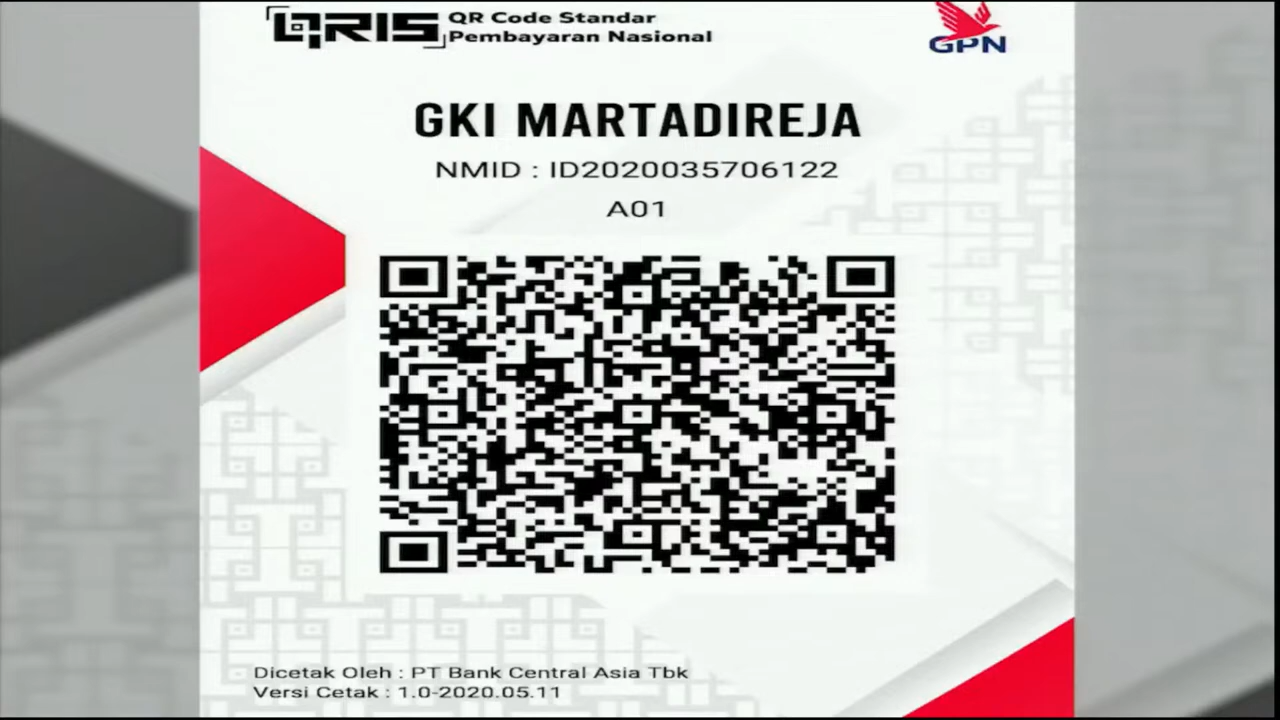 QRIS QR Code Standar
Pembayaran Nasional
GPN
GKI MARTADIREJA
NMID : ID2020035706122
A01
Dicetak Oleh : PT Bank Central Asia Tbk
Versi Cetak : 1.0-2020.05.11